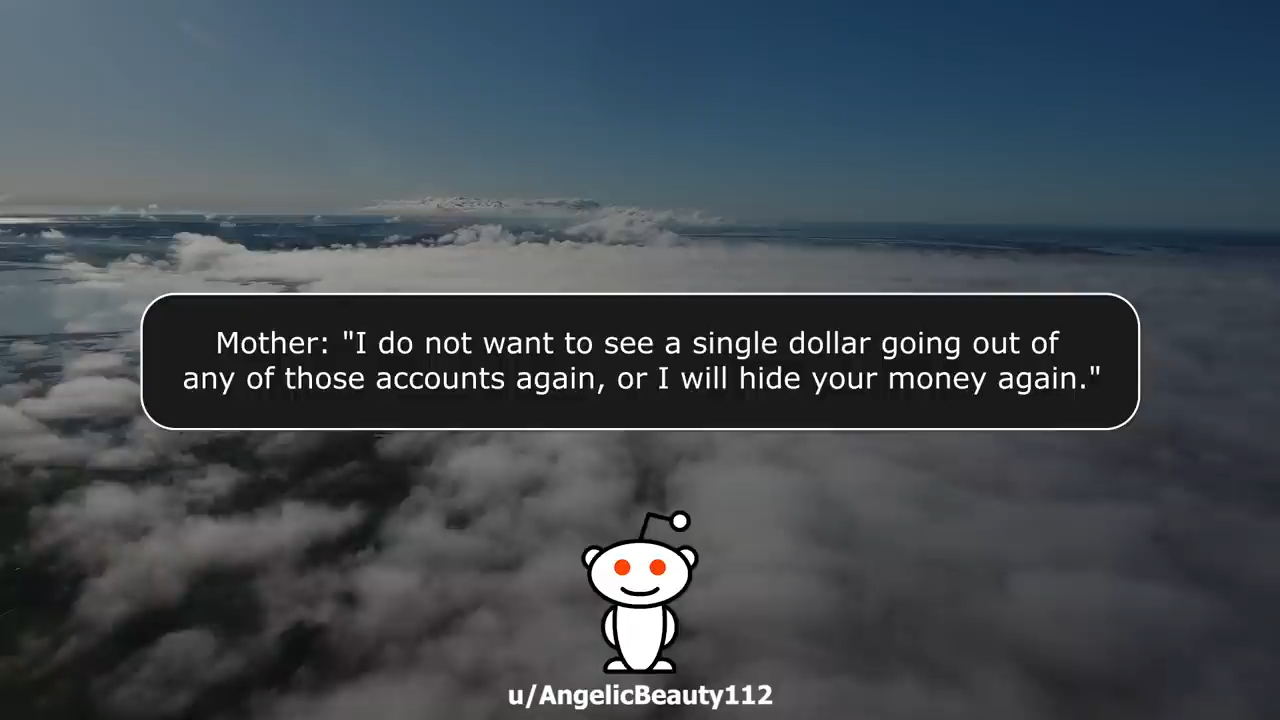 Mother: "I do not want to see a single dollar going out of
any of those accounts again, or I will hide your money again."
u/AngelicBeauty112